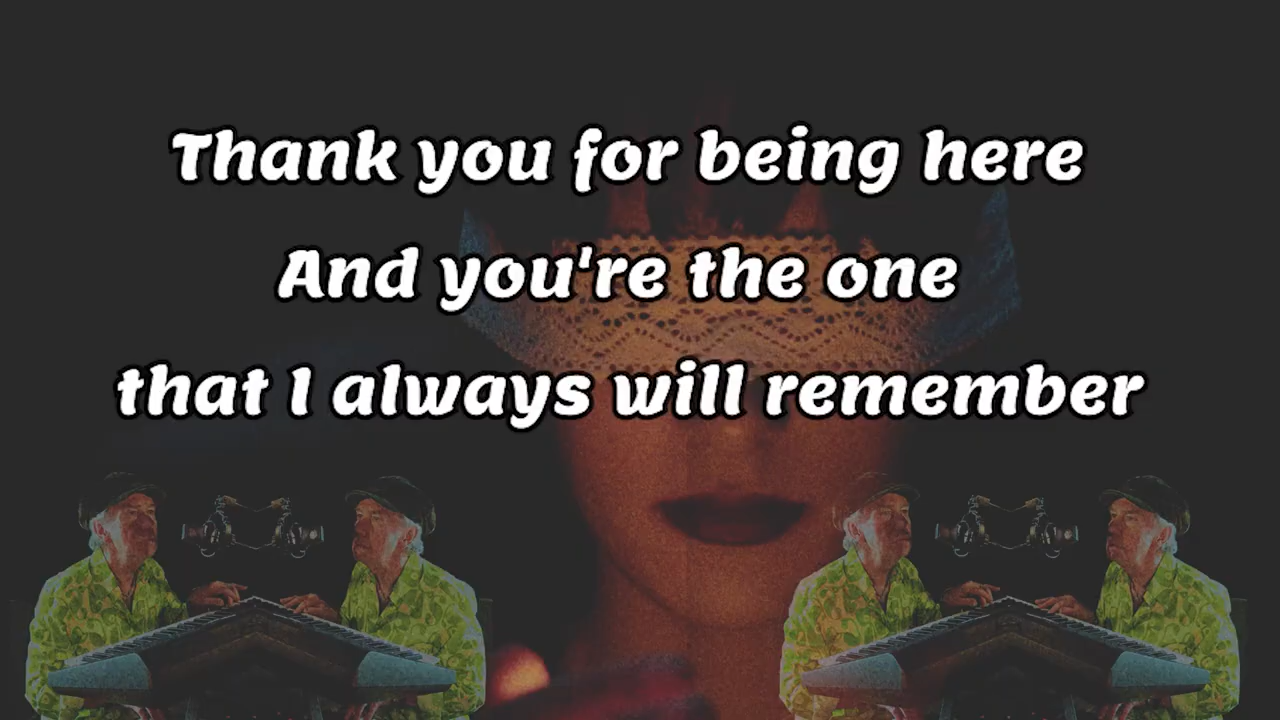 Thank you for being here
And you're the one
that I always will remember